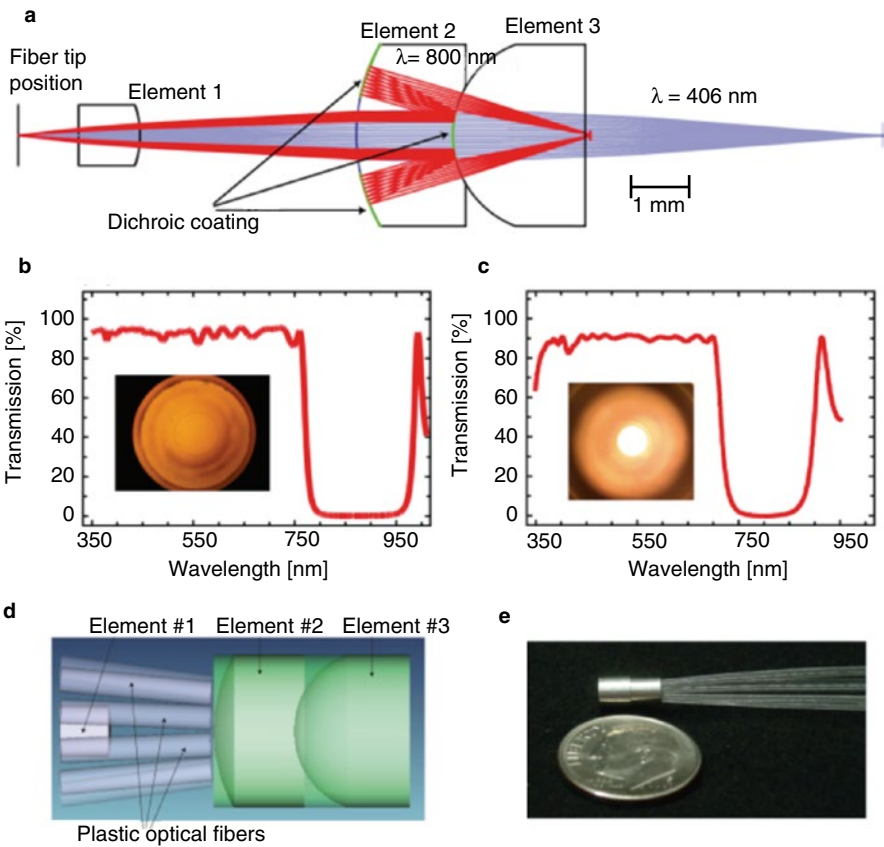 a
Element 2
Element 3
Fiber tip
position
λ= 800 nm
Element 1
λ = 406 nm
Dichroic coating
1 mm
b
c
Transmission [%]
100
80
60
40
20
0
350
550
750
950
Wavelength [nm]
Transmission [%]
100
80
60
40
20
0
350
550
750
950
Wavelength [nm]
d
Element #1
Element #2
Element #3
Plastic optical fibers
e